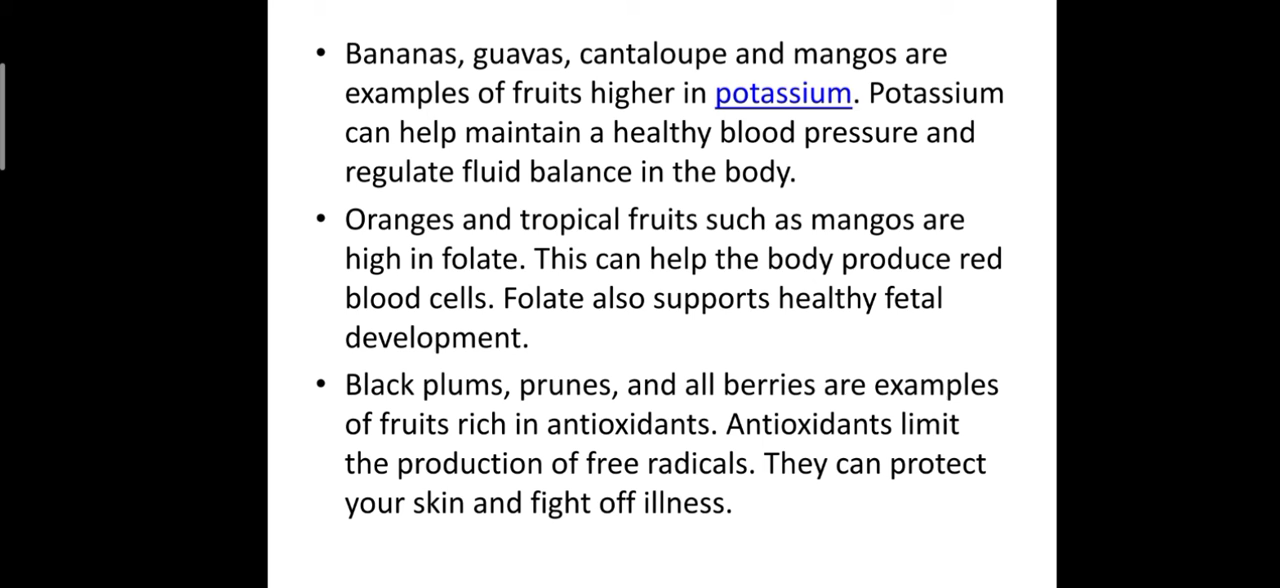 • Bananas, guavas, cantaloupe and mangos are
examples of fruits higher in potassium. Potassium
can help maintain a healthy blood pressure and
regulate fluid balance in the body.
• Oranges and tropical fruits such as mangos are
high in folate. This can help the body produce red
blood cells. Folate also supports healthy fetal
development.
• Black plums, prunes, and all berries are examples
of fruits rich in antioxidants. Antioxidants limit
the production of free radicals. They can protect
your skin and fight off illness.